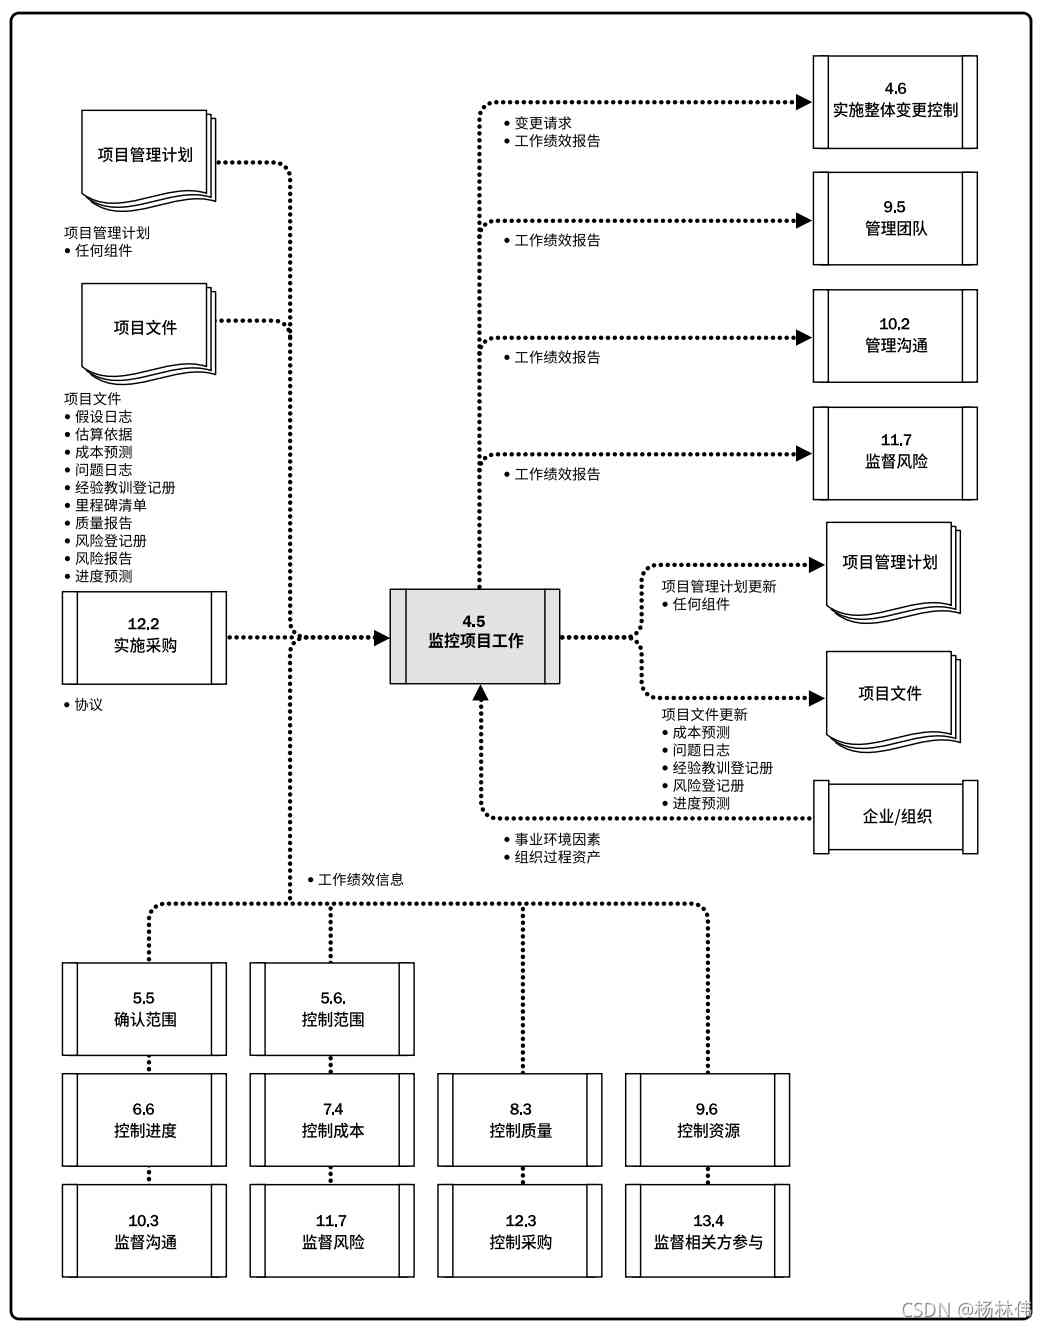 项目管理计划
项目管理计划
● 任何组件
项目文件
项目文件
● 假设日志
● 估算依据
● 成本预测
● 问题日志
● 经验教训登记册
● 里程碑清单
● 质量报告
● 风险登记册
● 风险报告
● 进度预测
12.2
实施采购
● 协议
4.5
监控项目工作
● 变更请求
● 工作绩效报告
4.6
实施整体变更控制
● 工作绩效报告
9.5
管理团队
● 工作绩效报告
10.2
管理沟通
● 工作绩效报告
11.7
监督风险
项目管理计划更新
● 任何组件
项目管理计划
项目文件更新
● 成本预测
● 问题日志
● 经验教训登记册
● 风险登记册
● 进度预测
项目文件
企业/组织
● 事业环境因素
● 组织过程资产
● 工作绩效信息
5.5
确认范围
5.6.
控制范围
6.6
控制进度
7.4
控制成本
8.3
控制质量
9.6
控制资源
10.3
监督沟通
11.7
监督风险
12.3
控制采购
13.4
监督相关方参与
CSDN @杨林伟